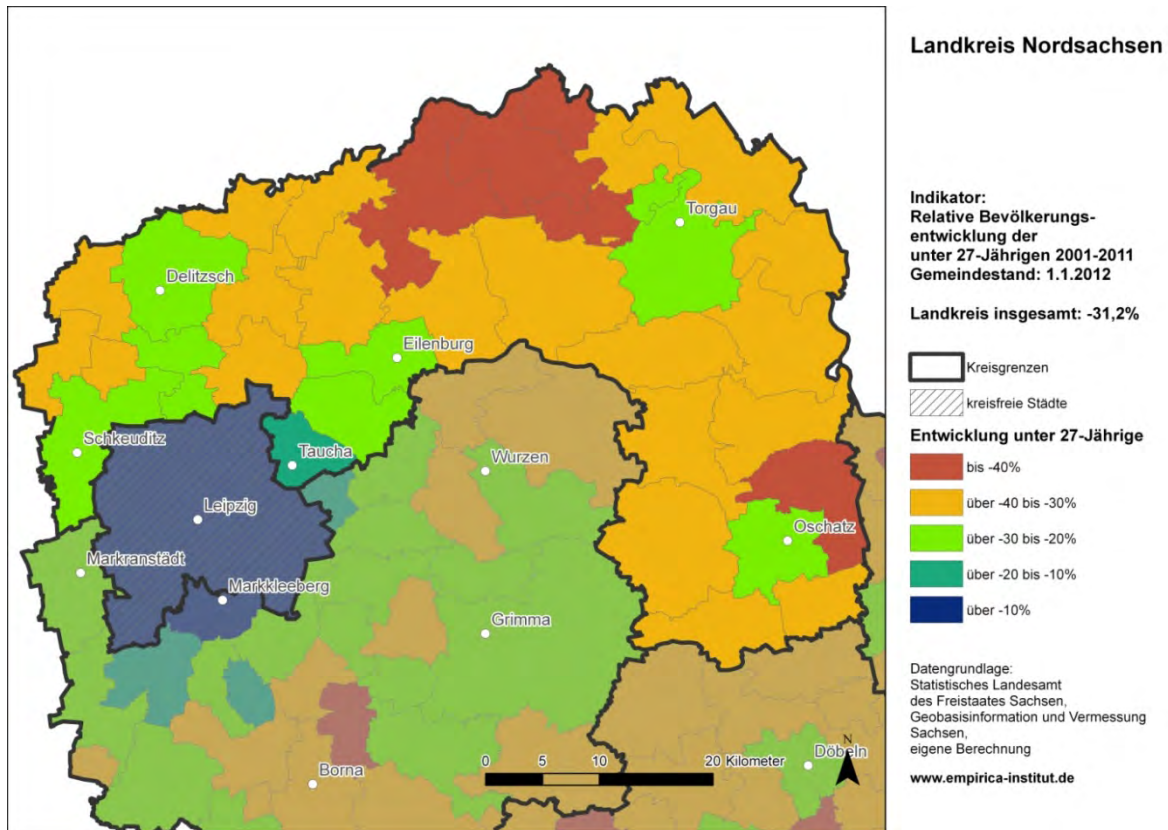 Landkreis Nordsachsen
Indikator:
Relative Bevölkerungs-
entwicklung der
unter 27-Jährigen 2001-2011
Gemeindestand: 1.1.2012
Landkreis insgesamt: -31,2%
Kreisgrenzen
kreisfreie Städte
Entwicklung unter 27-Jährige
bis -40%
über -40 bis -30%
über -30 bis -20%
über -20 bis -10%
über -10%
Datengrundlage:
Statistisches Landesamt
des Freistaates Sachsen,
Geobasisinformation und Vermessung
Sachsen,
eigene Berechnung
www.empirica-institut.de
Torgau
Delitzsch
Eilenburg
Schkeuditz
Taucha
Wurzen
Leipzig
Oschatz
Markranstädt
Markkleeberg
Grimma
Döbeln
Borna
N
0 5 10 20 Kilometer